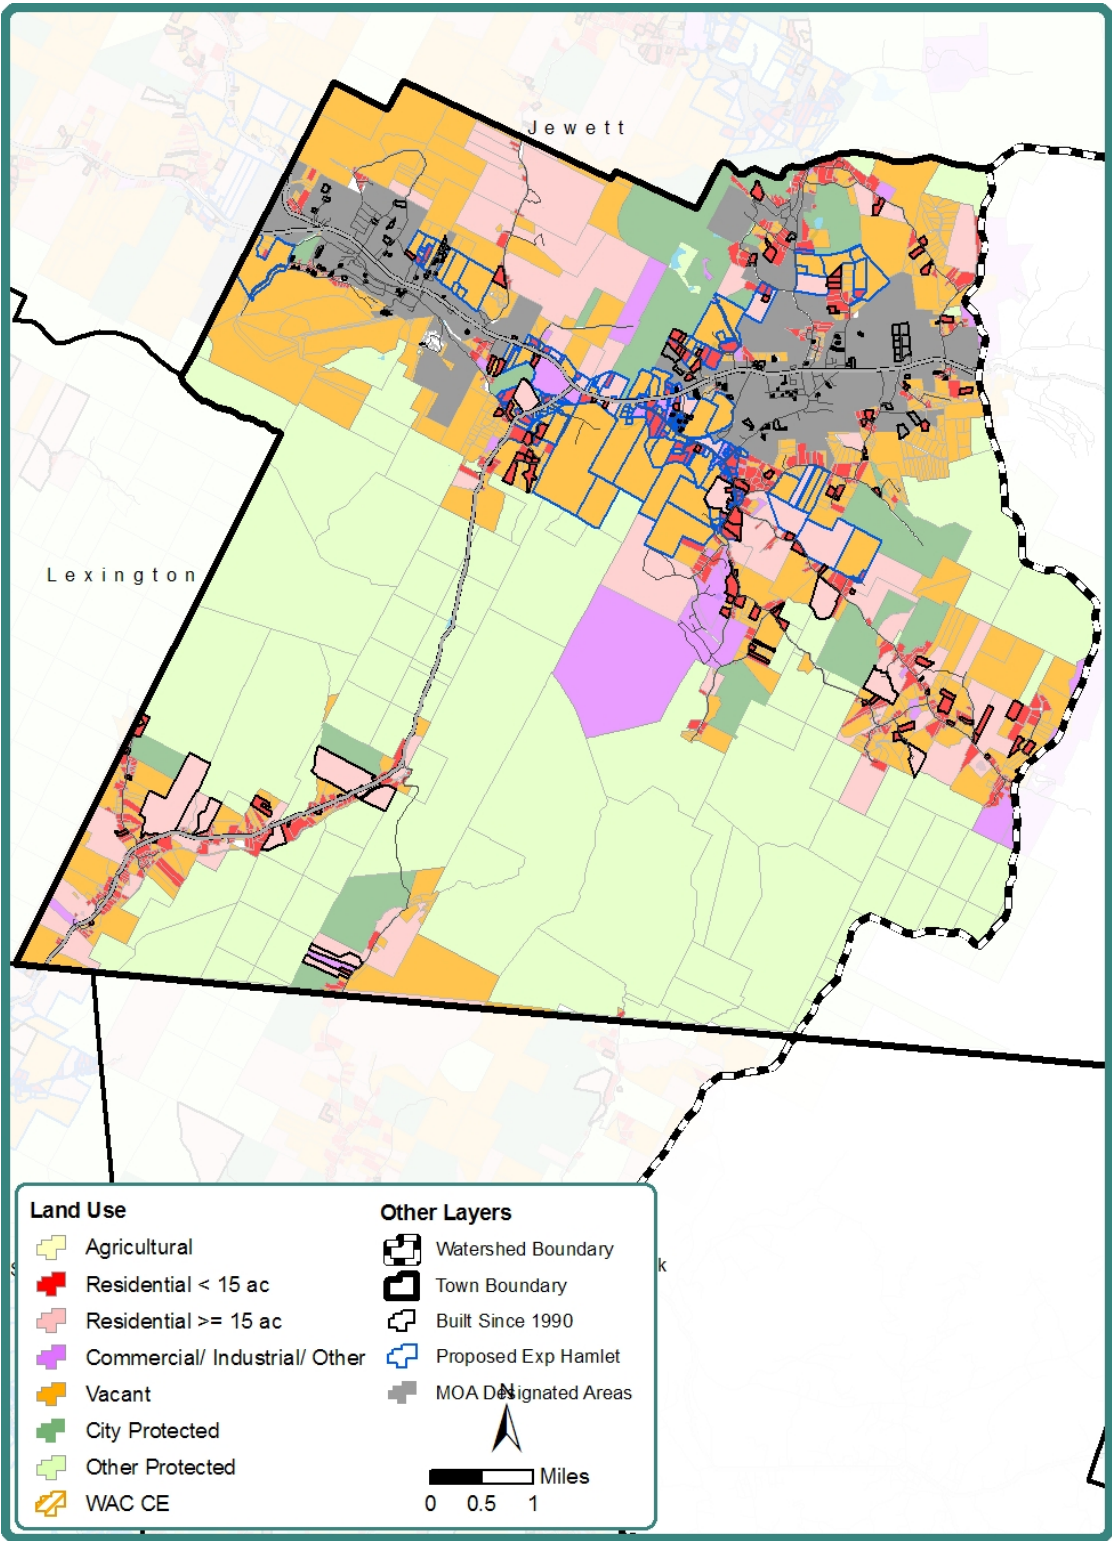 Jewett
Lexington
Land Use
Agricultural
Residential < 15 ac
Residential >= 15 ac
Commercial/ Industrial/ Other
Vacant
City Protected
Other Protected
WAC CE
Other Layers
Watershed Boundary
Town Boundary
Built Since 1990
Proposed Exp Hamlet
MOA Designated Areas
N
Miles
0 0.5 1
k